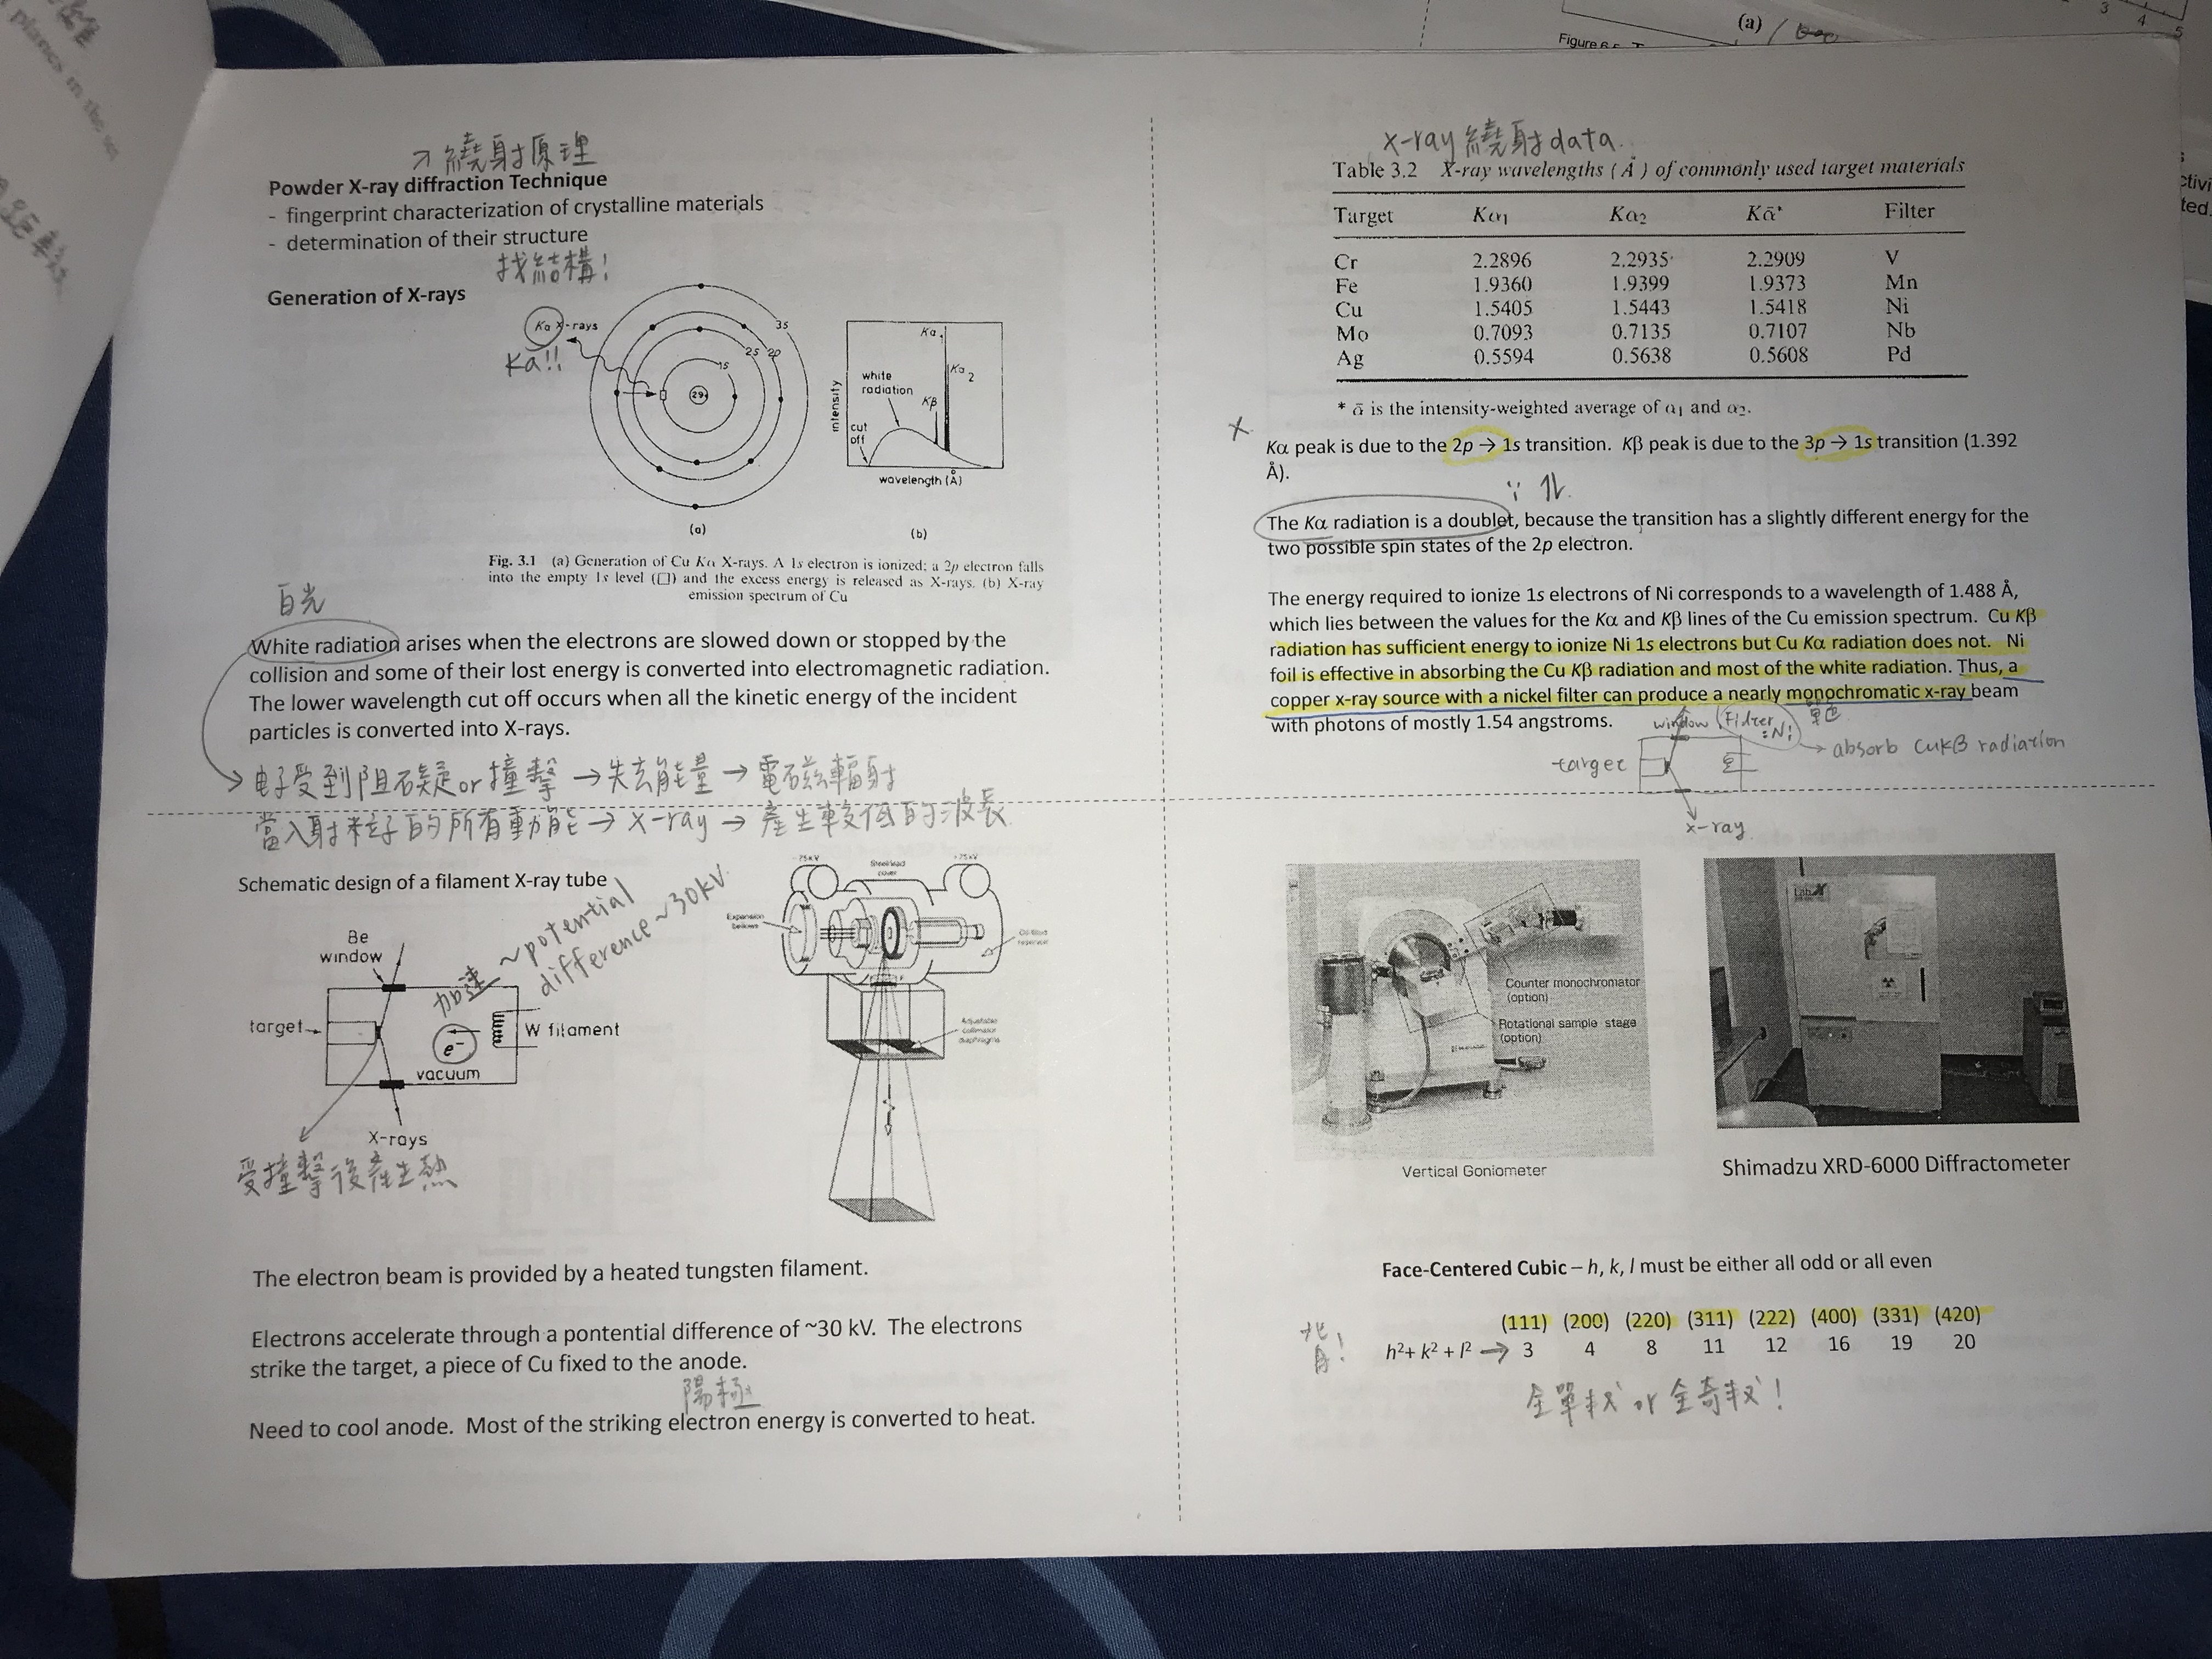 繞射原理
Powder X-ray diffraction Technique
- fingerprint characterization of crystalline materials
- determination of their structure
找結構!
Generation of X-rays
Kα X-rays
Ka!!
3s
2s 2p
1s
29+
(a)
intensity
Kα1
Kα2
white
radiation
Kβ
cut
off
wavelength (Å)
(b)
Fig. 3.1 (a) Generation of Cu Kα X-rays. A 1s electron is ionized; a 2p electron falls
into the empty 1s level (□) and the excess energy is released as X-rays. (b) X-ray
emission spectrum of Cu
白光
White radiation arises when the electrons are slowed down or stopped by the
collision and some of their lost energy is converted into electromagnetic radiation.
The lower wavelength cut off occurs when all the kinetic energy of the incident
particles is converted into X-rays.
→ 电子受到阻礙or撞擊 → 失去能量 → 電磁輻射
當入射粒子的所有動能 → X-ray → 產生較低的波長
Schematic design of a filament X-ray tube
加速 ~potential
difference ~30kV.
Be
window
target
e⁻
W filament
vacuum
X-rays
受撞擊後產生熱
-75kV
+75kV
Expansion
bellows
Adjustable
collimator
diaphragms
The electron beam is provided by a heated tungsten filament.
Electrons accelerate through a pontential difference of ~30 kV. The electrons
strike the target, a piece of Cu fixed to the anode.
陽極
Need to cool anode. Most of the striking electron energy is converted to heat.
X-ray 繞射data
Table 3.2 X-ray wavelengths (Å) of commonly used target materials
Target Kα1 Kα2 Kᾱ* Filter
Cr 2.2896 2.2935 2.2909 V
Fe 1.9360 1.9399 1.9373 Mn
Cu 1.5405 1.5443 1.5418 Ni
Mo 0.7093 0.7135 0.7107 Nb
Ag 0.5594 0.5638 0.5608 Pd
* ᾱ is the intensity-weighted average of α1 and α2.
Kα peak is due to the 2p → 1s transition. Kβ peak is due to the 3p → 1s transition (1.392
Å).
∵ ⥮
The Kα radiation is a doublet, because the transition has a slightly different energy for the
two possible spin states of the 2p electron.
The energy required to ionize 1s electrons of Ni corresponds to a wavelength of 1.488 Å,
which lies between the values for the Kα and Kβ lines of the Cu emission spectrum. Cu Kβ
radiation has sufficient energy to ionize Ni 1s electrons but Cu Kα radiation does not. Ni
foil is effective in absorbing the Cu Kβ radiation and most of the white radiation. Thus, a
copper x-ray source with a nickel filter can produce a nearly monochromatic x-ray beam
with photons of mostly 1.54 angstroms.
單色
window
Filter
:Ni
→ absorb CuKβ radiation
target
x-ray
Counter monochromator
(option)
Rotational sample stage
(option)
Vertical Goniometer
Shimadzu XRD-6000 Diffractometer
Face-Centered Cubic – h, k, l must be either all odd or all even
(111) (200) (220) (311) (222) (400) (331) (420)
背!
h²+ k² + l² → 3 4 8 11 12 16 19 20
全單数 or 全奇数!
(a)
3 4 5